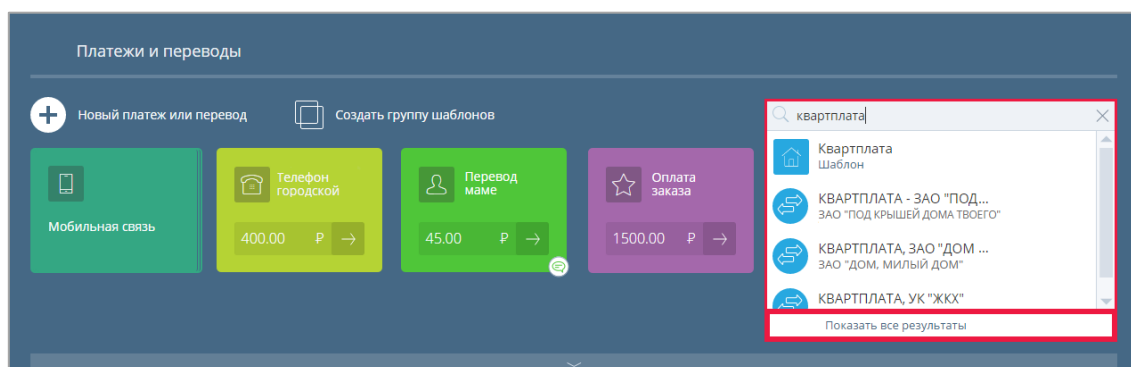 Платежи и переводы
Новый платеж или перевод
Создать группу шаблонов
квартплата
Мобильная связь
Телефон
городской
400.00 ₽
Перевод
маме
45.00 ₽
Оплата
заказа
1500.00 ₽
Квартплата
Шаблон
КВАРТПЛАТА - ЗАО "ПОД...
ЗАО "ПОД КРЫШЕЙ ДОМА ТВОЕГО"
КВАРТПЛАТА, ЗАО "ДОМ ...
ЗАО "ДОМ, МИЛЫЙ ДОМ"
КВАРТПЛАТА, УК "ЖКХ"
Показать все результаты